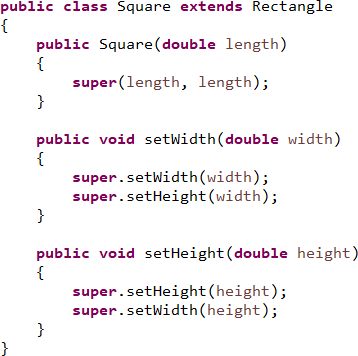 public class Square extends Rectangle
{
    public Square(double length)
    {
        super(length, length);
    }

    public void setWidth(double width)
    {
        super.setWidth(width);
        super.setHeight(width);
    }

    public void setHeight(double height)
    {
        super.setHeight(height);
        super.setWidth(height);
    }
}